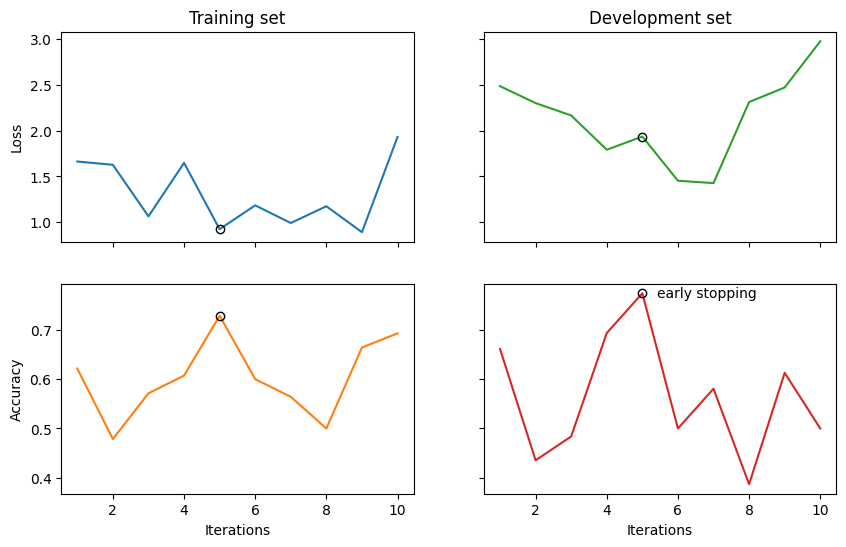 Training set
Development set
3.0
2.5
2.0
1.5
1.0
Loss
0.7
0.6
0.5
0.4
Accuracy
early stopping
2 4 6 8 10
2 4 6 8 10
Iterations
Iterations